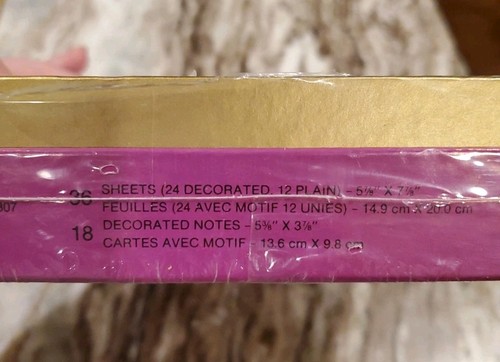 36 SHEETS (24 DECORATED, 12 PLAIN) - 5⅞" X 7⅞"
FEUILLES (24 AVEC MOTIF 12 UNIES) - 14.9 cm X 20.0 cm
18 DECORATED NOTES - 5⅜" X 3⅞"
CARTES AVEC MOTIF - 13.6 cm X 9.8 cm